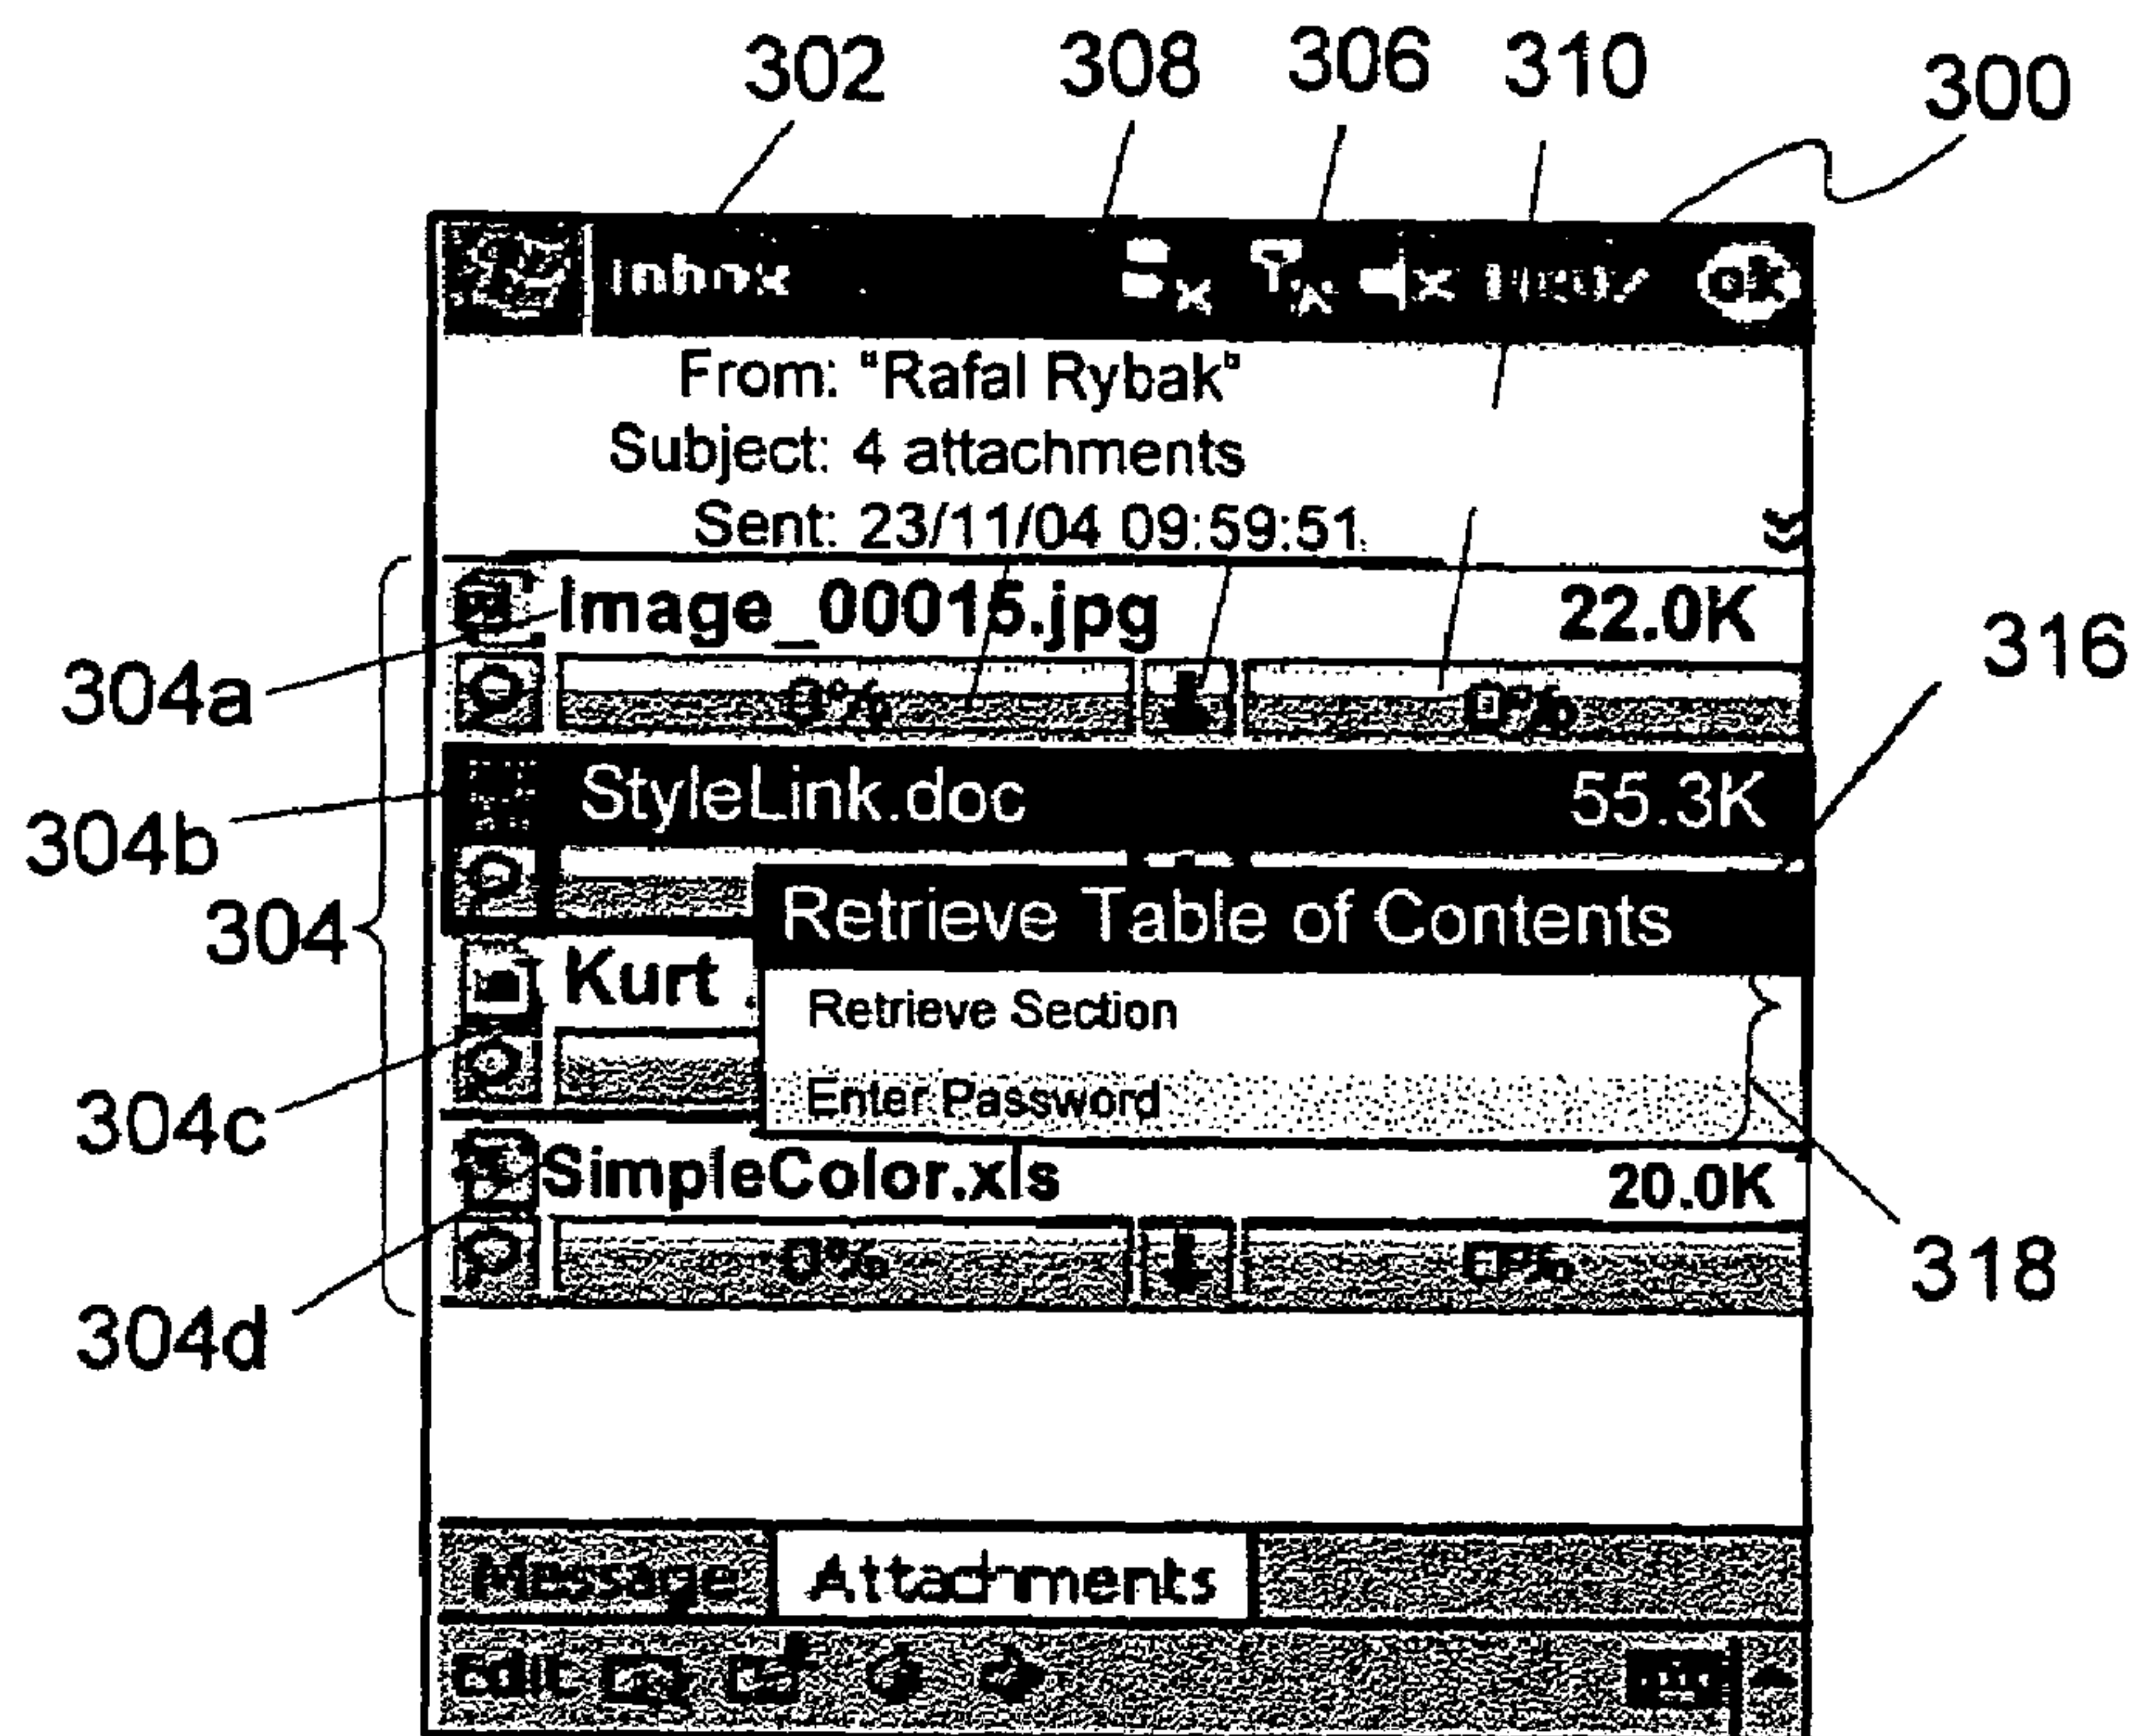 302 308 306 310 300
Inbox ok
From: "Rafal Rybak"
Subject: 4 attachments
Sent: 23/11/04 09:59:51
Image_00015.jpg 22.0K
316
304a
0% 0%
StyleLink.doc 55.3K
304b
Retrieve Table of Contents
304
Kurt
Retrieve Section
Enter Password
304c
SimpleColor.xls 20.0K
318
0% 0%
304d
Message Attachments
Edit